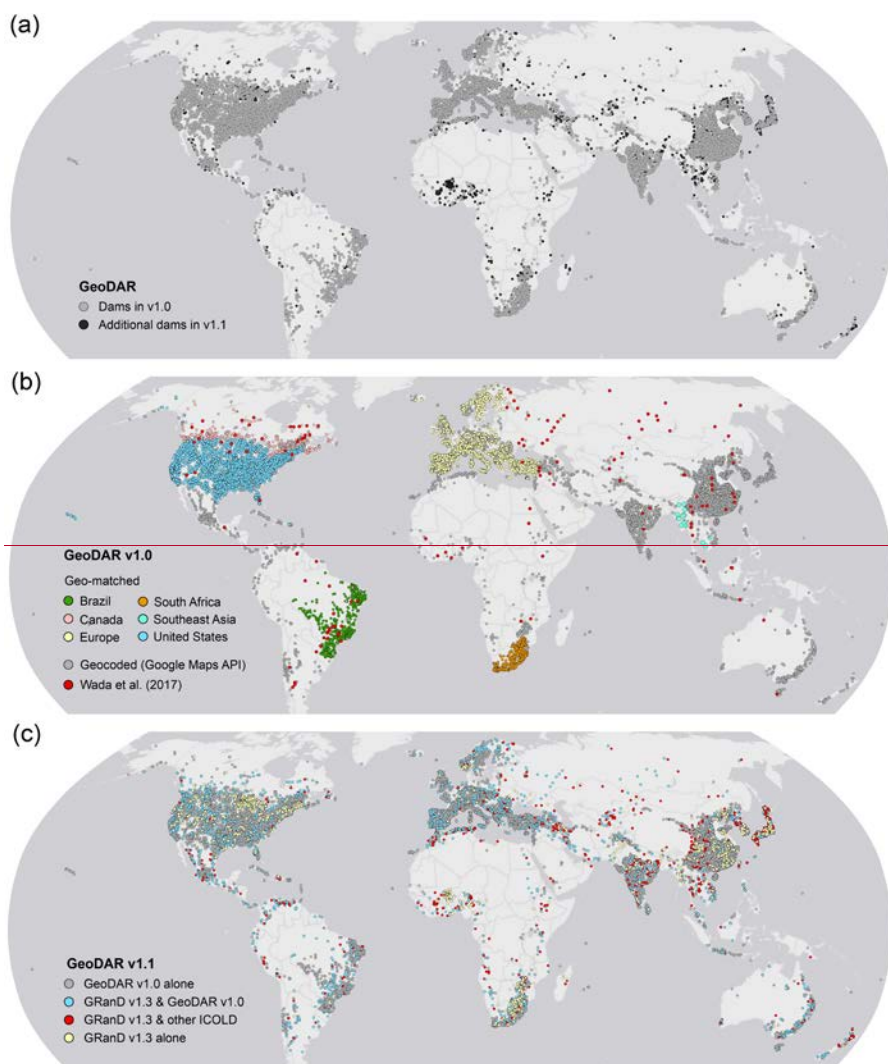 (a)
GeoDAR
Dams in v1.0
Additional dams in v1.1
(b)
GeoDAR v1.0
Geo-matched
Brazil
South Africa
Canada
Southeast Asia
Europe
United States
Geocoded (Google Maps API)
Wada et al. (2017)
(c)
GeoDAR v1.1
GeoDAR v1.0 alone
GRanD v1.3 & GeoDAR v1.0
GRanD v1.3 & other ICOLD
GRanD v1.3 alone